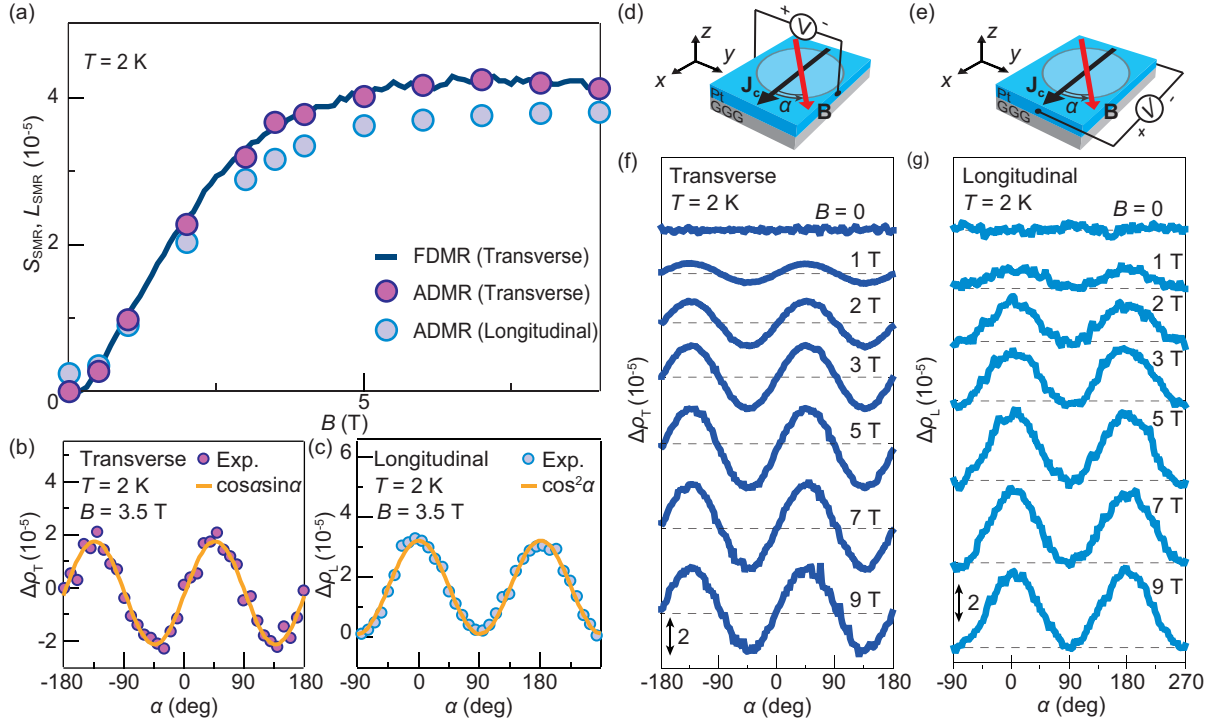 (a)
T = 2 K
S_SMR, L_SMR (10⁻⁵)
4
2
0
5
B (T)
FDMR (Transverse)
ADMR (Transverse)
ADMR (Longitudinal)
(b)
Transverse
T = 2 K
B = 3.5 T
Exp.
cosαsinα
Δρ_T (10⁻⁵)
4
2
0
-2
-180 -90 0 90 180
α (deg)
(c)
Longitudinal
T = 2 K
B = 3.5 T
Exp.
cos²α
Δρ_L (10⁻⁵)
6
4
2
0
-90 0 90 180
α (deg)
(d)
z
y
x
+ V -
J_c
α
B
Pt
GGG
(e)
z
y
x
- V +
J_c
α
B
Pt
GGG
(f)
Transverse
T = 2 K
B = 0
1 T
2 T
3 T
5 T
7 T
9 T
2
Δρ_T (10⁻⁵)
-180 -90 0 90 180
α (deg)
(g)
Longitudinal
T = 2 K
B = 0
1 T
2 T
3 T
5 T
7 T
9 T
2
Δρ_L (10⁻⁵)
-90 0 90 180 270
α (deg)